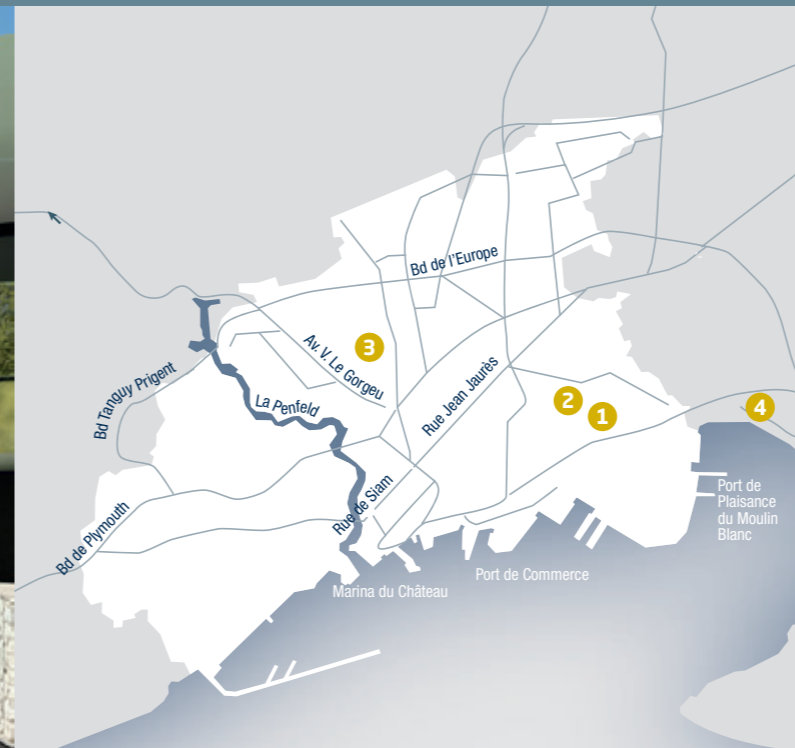 Bd de l'Europe
Av. V. Le Gorgeu
3
Bd Tanguy Prigent
La Penfeld
Rue Jean Jaurès
2
1
4
Rue de Siam
Bd de Plymouth
Port de
Plaisance
du Moulin
Blanc
Port de Commerce
Marina du Château